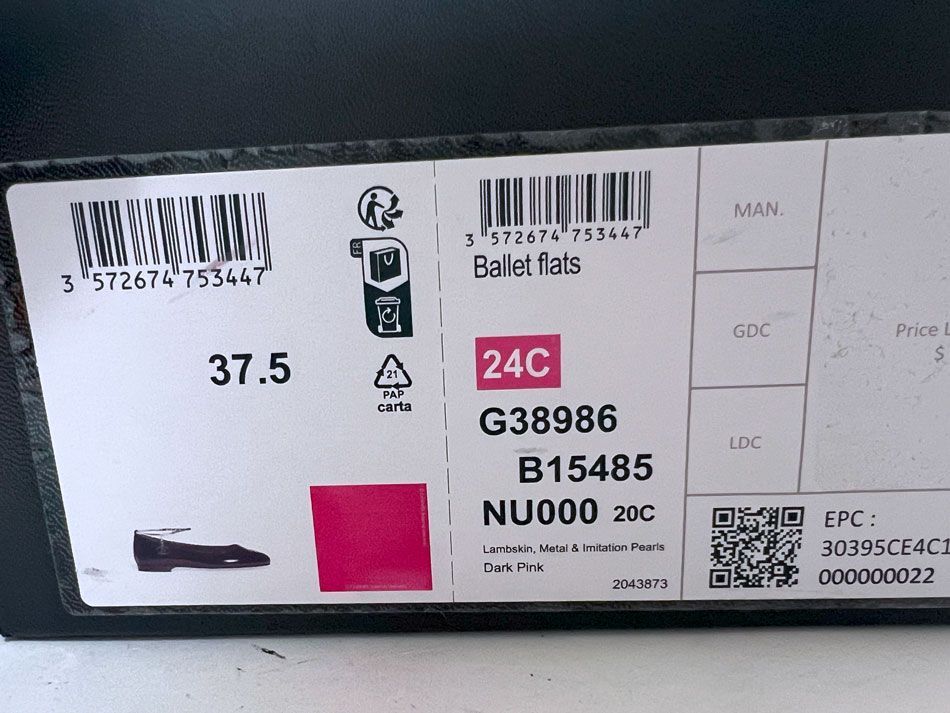 3 572674 753447
FR
37.5
21
PAP
carta
3 572674 753447
Ballet flats
24C
G38986
B15485
NU000 20C
Lambskin, Metal & Imitation Pearls
Dark Pink
2043873
MAN.
GDC
LDC
Price L
$
EPC :
30395CE4C1
000000022